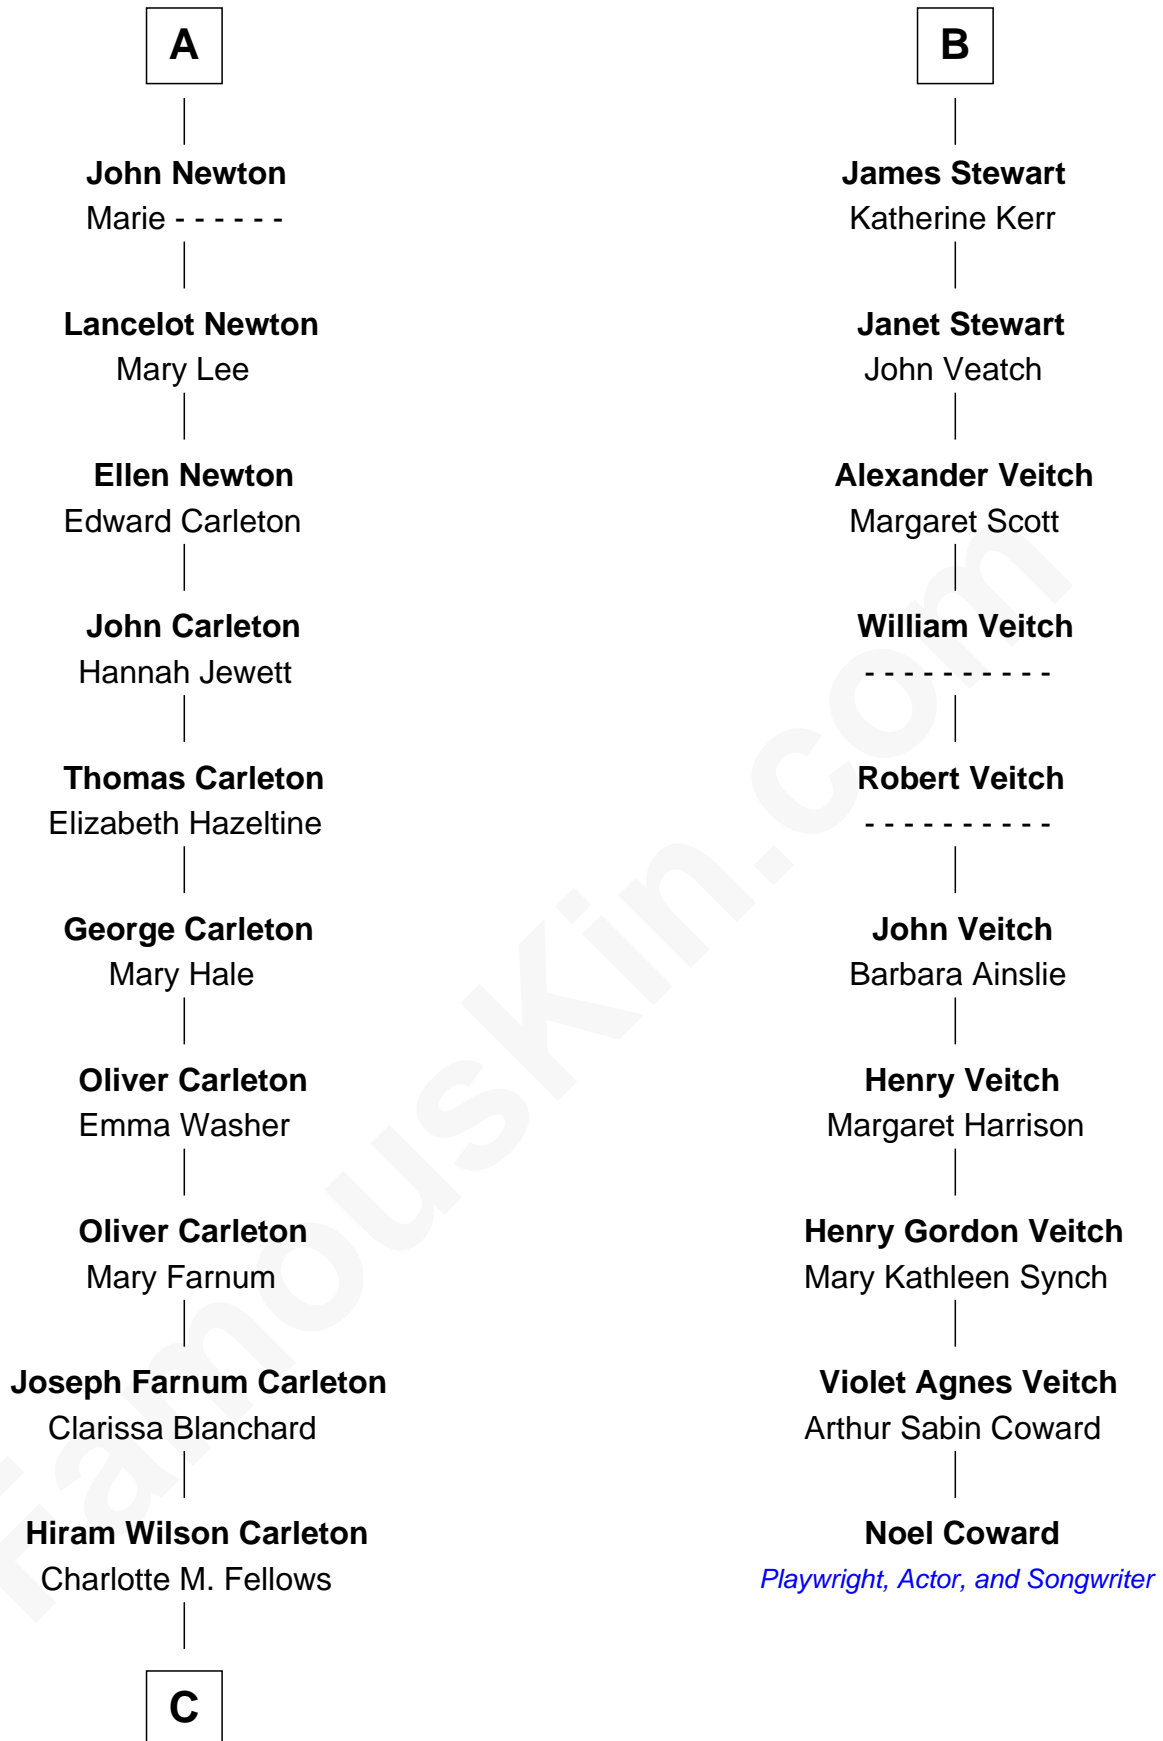 A
John Newton
Marie - - - - - -
Lancelot Newton
Mary Lee
Ellen Newton
Edward Carleton
John Carleton
Hannah Jewett
Thomas Carleton
Elizabeth Hazeltine
George Carleton
Mary Hale
Oliver Carleton
Emma Washer
Oliver Carleton
Mary Farnum
Joseph Farnum Carleton
Clarissa Blanchard
Hiram Wilson Carleton
Charlotte M. Fellows
C
B
James Stewart
Katherine Kerr
Janet Stewart
John Veatch
Alexander Veitch
Margaret Scott
William Veitch
- - - - - - - - - -
Robert Veitch
- - - - - - - - - -
John Veitch
Barbara Ainslie
Henry Veitch
Margaret Harrison
Henry Gordon Veitch
Mary Kathleen Synch
Violet Agnes Veitch
Arthur Sabin Coward
Noel Coward
Playwright, Actor, and Songwriter
FamousKin.com